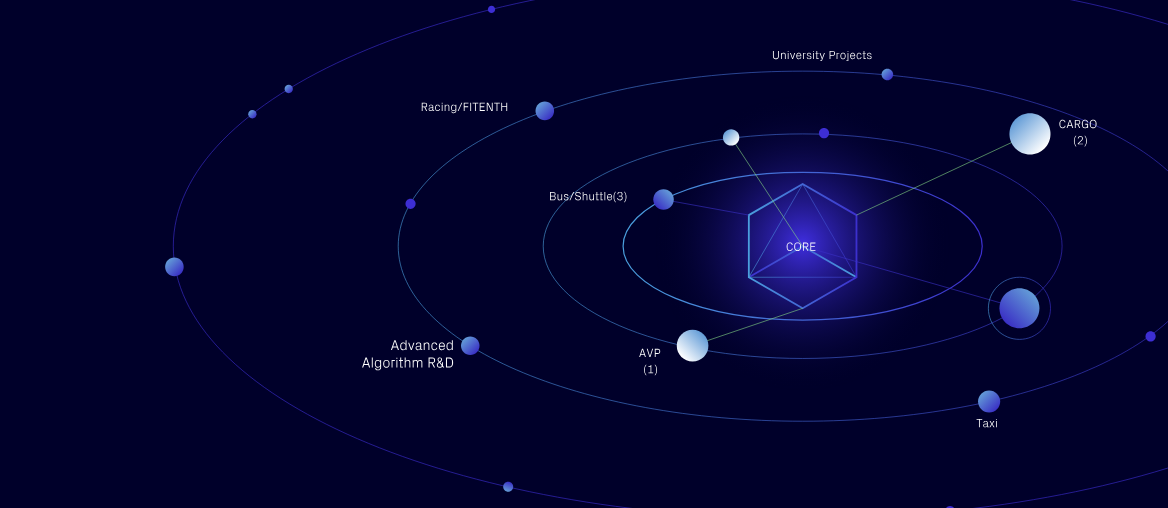 University Projects
Racing/FITENTH
CARGO
(2)
Bus/Shuttle(3)
CORE
Advanced
Algorithm R&D
AVP
(1)
Taxi